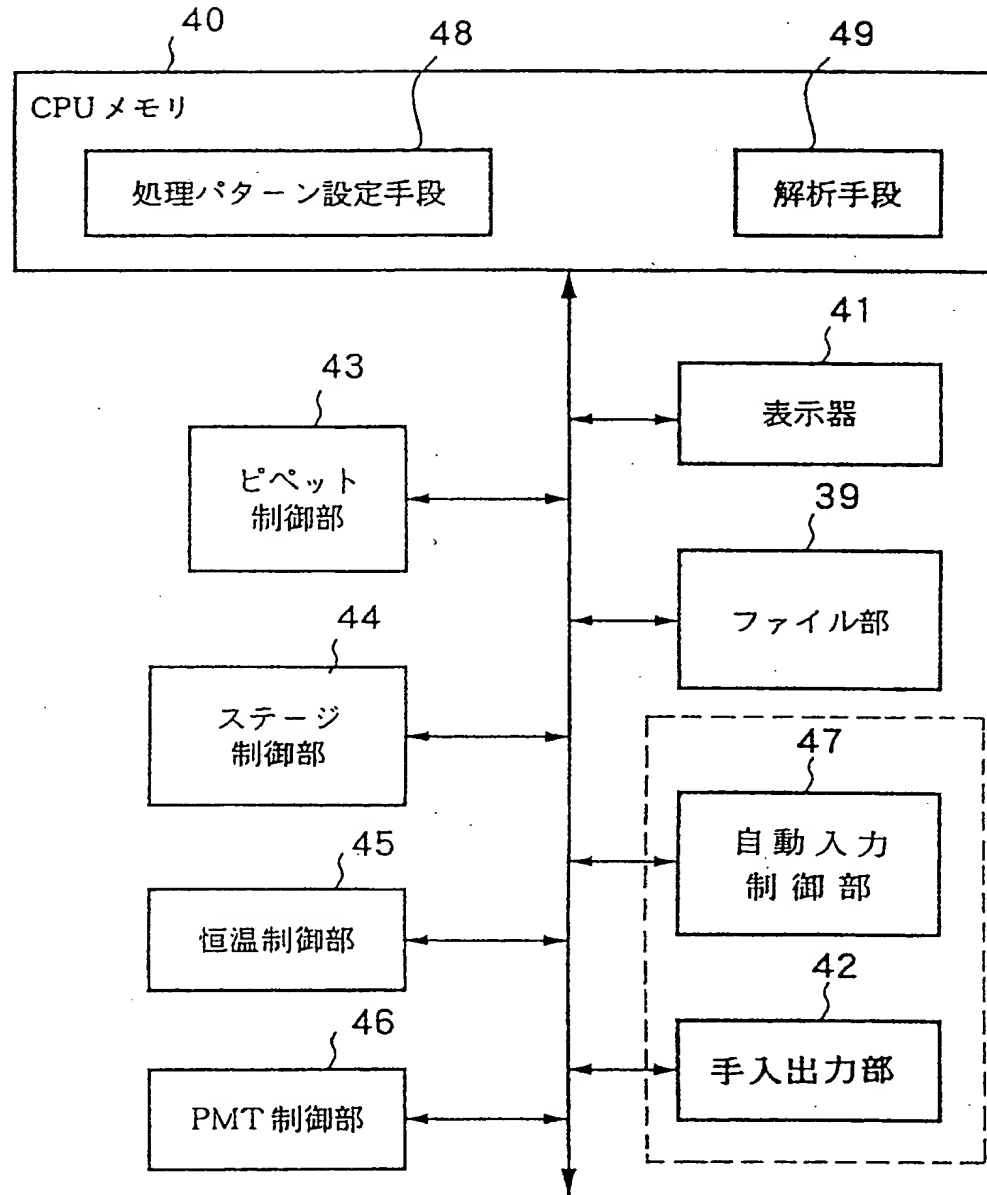 40
48
49
CPU メモリ
処理パターン設定手段
解析手段
41
表示器
43
ピペット
制御部
39
ファイル部
44
ステージ
制御部
47
自動入力
制御部
45
恒温制御部
42
手入出力部
46
PMT 制御部